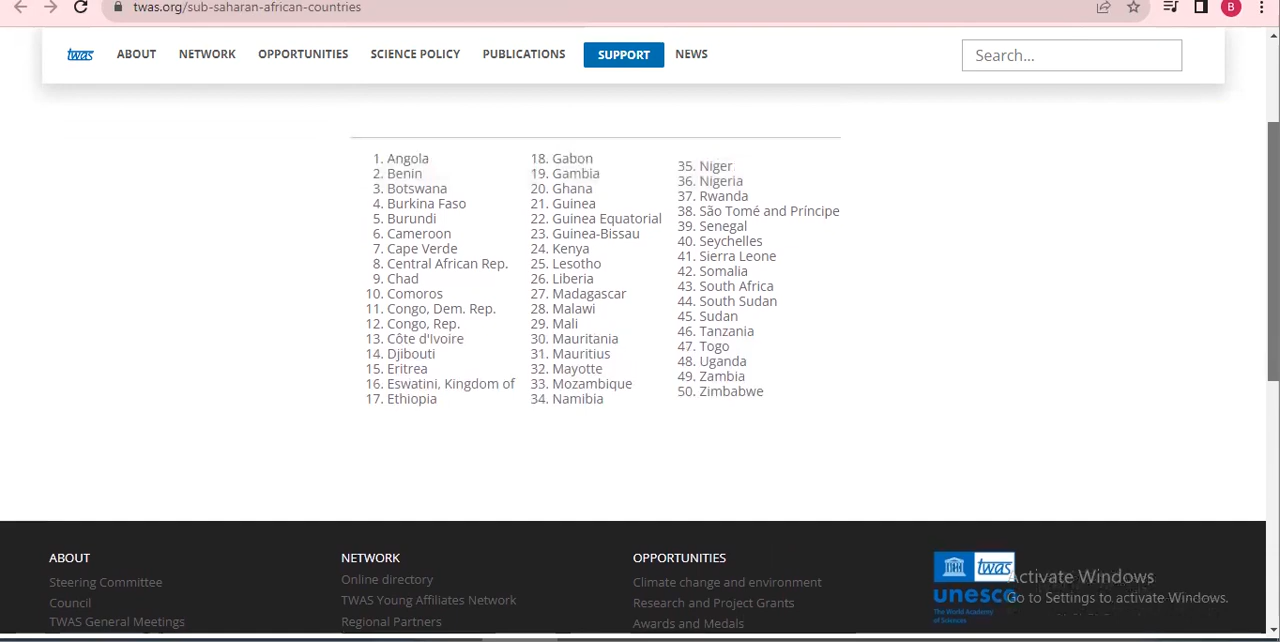 twas.org/sub-saharan-african-countries
B
twas
ABOUT
NETWORK
OPPORTUNITIES
SCIENCE POLICY
PUBLICATIONS
SUPPORT
NEWS
Search...
1. Angola
2. Benin
3. Botswana
4. Burkina Faso
5. Burundi
6. Cameroon
7. Cape Verde
8. Central African Rep.
9. Chad
10. Comoros
11. Congo, Dem. Rep.
12. Congo, Rep.
13. Côte d'Ivoire
14. Djibouti
15. Eritrea
16. Eswatini, Kingdom of
17. Ethiopia
18. Gabon
19. Gambia
20. Ghana
21. Guinea
22. Guinea Equatorial
23. Guinea-Bissau
24. Kenya
25. Lesotho
26. Liberia
27. Madagascar
28. Malawi
29. Mali
30. Mauritania
31. Mauritius
32. Mayotte
33. Mozambique
34. Namibia
35. Niger
36. Nigeria
37. Rwanda
38. São Tomé and Príncipe
39. Senegal
40. Seychelles
41. Sierra Leone
42. Somalia
43. South Africa
44. South Sudan
45. Sudan
46. Tanzania
47. Togo
48. Uganda
49. Zambia
50. Zimbabwe
ABOUT
Steering Committee
Council
TWAS General Meetings
NETWORK
Online directory
TWAS Young Affiliates Network
Regional Partners
OPPORTUNITIES
Climate change and environment
Research and Project Grants
Awards and Medals
twas
unesco
The World Academy
of Sciences
Activate Windows
Go to Settings to activate Windows.